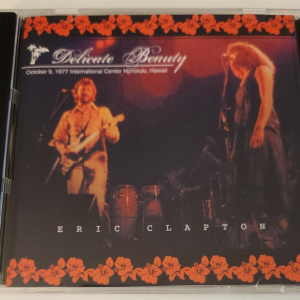 Delicate Beauty
October 9, 1977 International Center Honolulu, Hawaii
ERIC CLAPTON